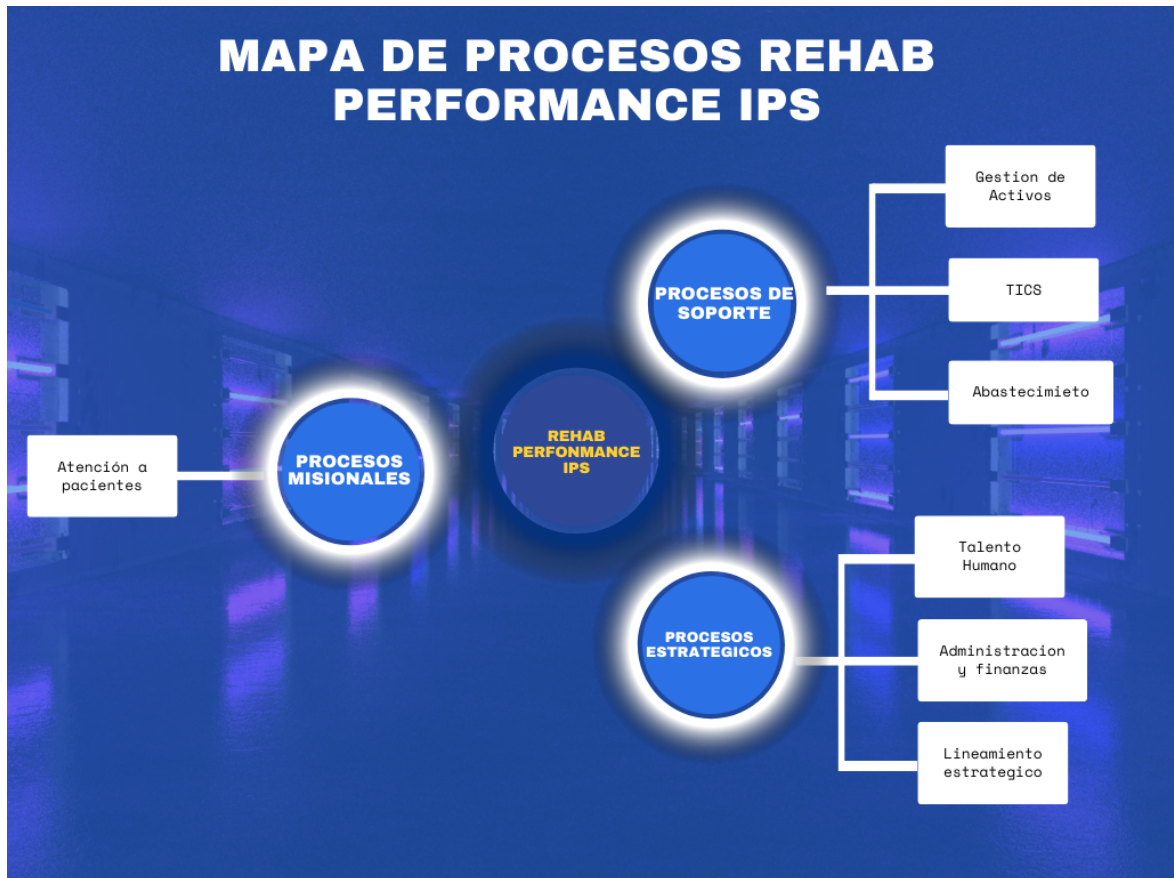 MAPA DE PROCESOS REHAB
PERFORMANCE IPS
Gestion de
Activos
PROCESOS DE
SOPORTE
TICS
Abastecimieto
REHAB
PERFONMANCE
IPS
PROCESOS
MISIONALES
Atención a
pacientes
Talento
Humano
PROCESOS
ESTRATEGICOS
Administracion
y finanzas
Lineamiento
estrategico